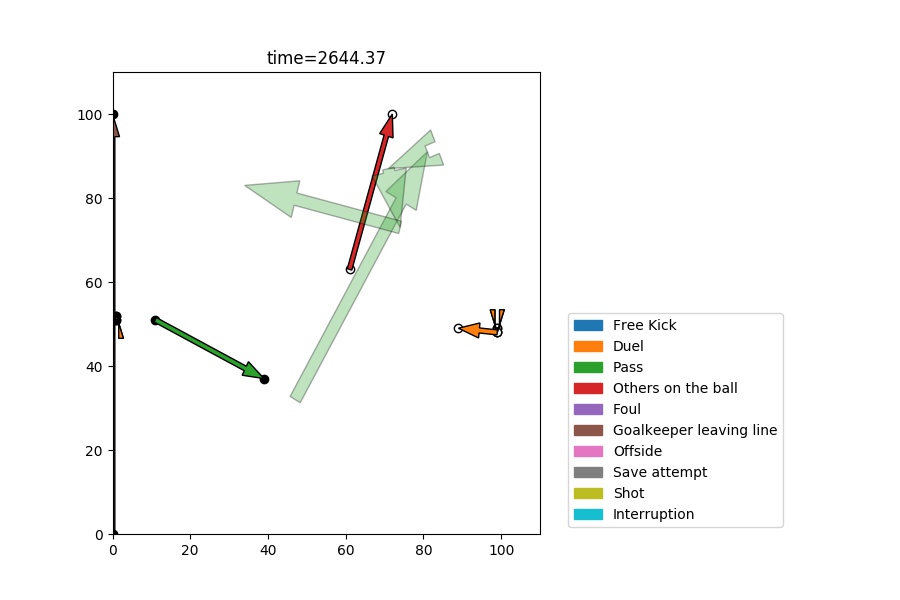 time=2644.37
100
80
60
40
20
0
0
20
40
60
80
100
Free Kick
Duel
Pass
Others on the ball
Foul
Goalkeeper leaving line
Offside
Save attempt
Shot
Interruption